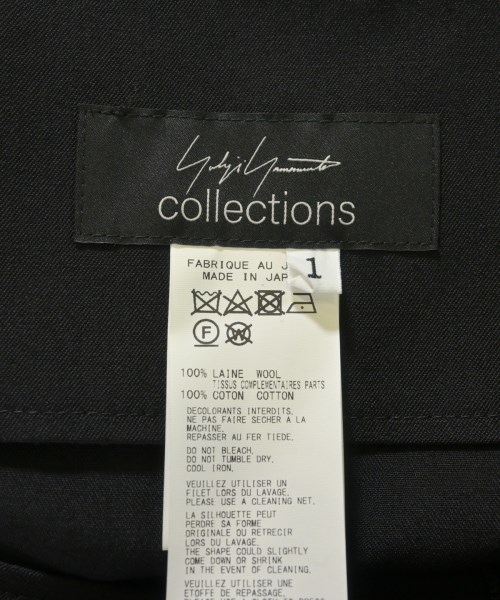 Yohji Yamamoto
collections
1
FABRIQUE AU J
MADE IN JAP
F
W
100% LAINE WOOL
TISSUS COMPLEMENTAIRES PARTS
100% COTON COTTON
DECOLORANTS INTERDITS.
NE PAS FAIRE SECHER A LA
MACHINE.
REPASSER AU FER TIEDE.
DO NOT BLEACH.
DO NOT TUMBLE DRY.
COOL IRON.
VEUILLEZ UTILISER UN
FILET LORS DU LAVAGE.
PLEASE USE A CLEANING NET.
LA SILHOUETTE PEUT
PERDRE SA FORME
ORIGINALE OU RETRECIR
LORS DU LAVAGE.
THE SHAPE COULD SLIGHTLY
COME DOWN OR SHRINK
IN THE EVENT OF CLEANING.
VEUILLEZ UTILISER UNE
ETOFFE DE REPASSAGE.